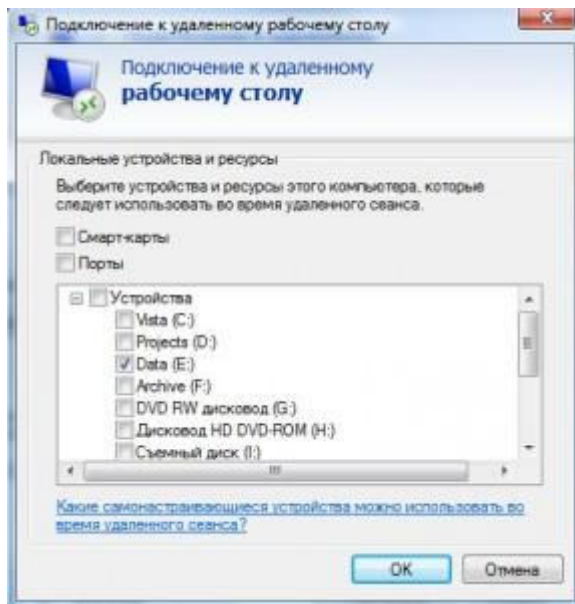 Подключение к удаленному рабочему столу
Подключение к удаленному
рабочему столу
Локальные устройства и ресурсы
Выберите устройства и ресурсы этого компьютера, которые
следует использовать во время удаленного сеанса.
Смарт-карты
Порты
Устройства
Vista (C:)
Projects (D:)
Data (E:)
Archive (F:)
DVD RW дисковод (G:)
Дисковод HD DVD-ROM (H:)
Съемный диск (I:)
Какие самонастраивающиеся устройства можно использовать во
время удаленного сеанса?
OK
Отмена